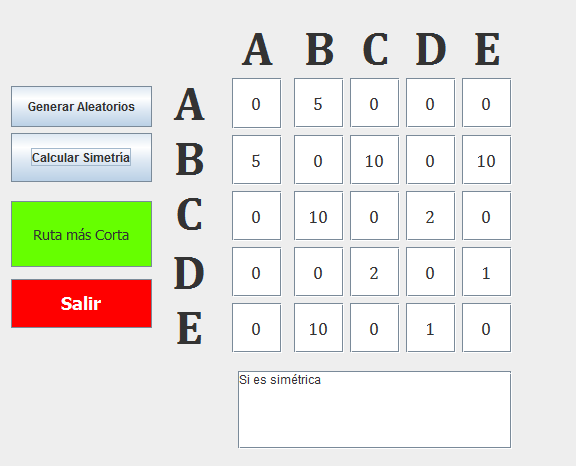 A B C D E
Generar Aleatorios
Calcular Simetría
Ruta más Corta
Salir
A 0 5 0 0 0
B 5 0 10 0 10
C 0 10 0 2 0
D 0 0 2 0 1
E 0 10 0 1 0
Si es simétrica